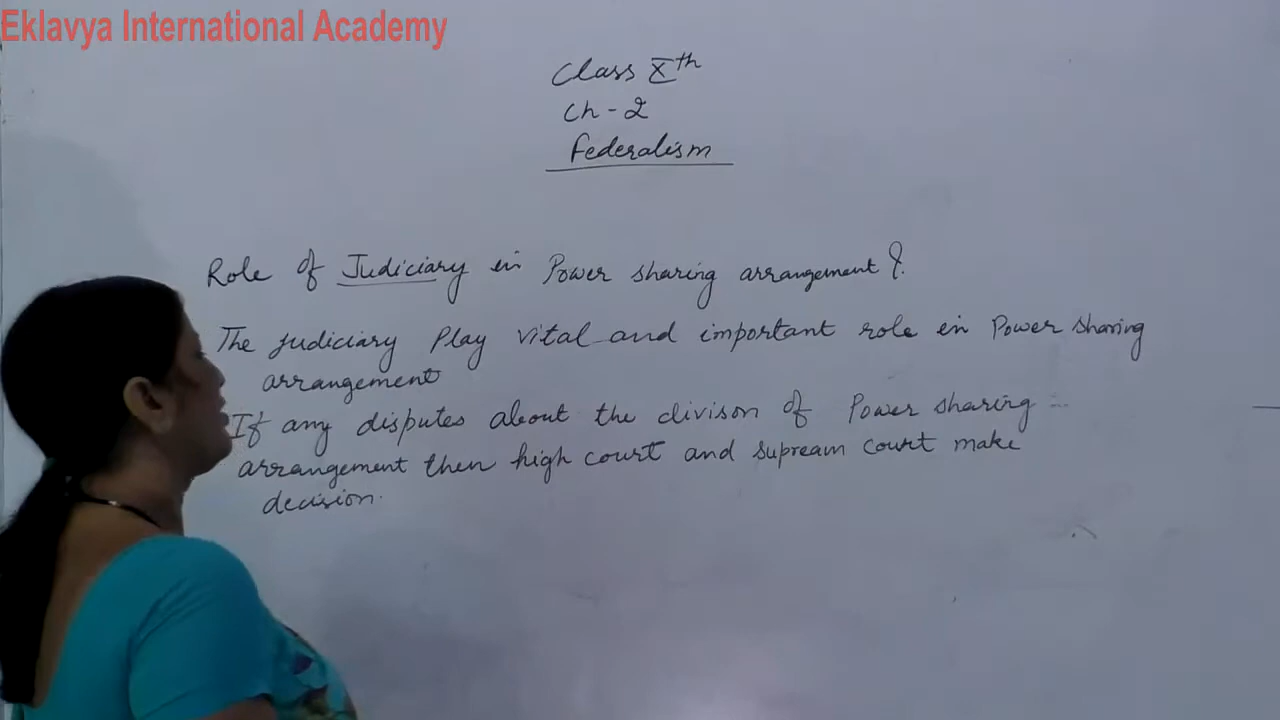 Eklavya International Academy
Class Xth
Ch - 2
Federalism
Role of Judiciary in Power sharing arrangement ?
The judiciary Play vital and important role in Power sharing
arrangement
If any disputes about the divison of Power sharing
arrangement then high court and supream court make
decision.